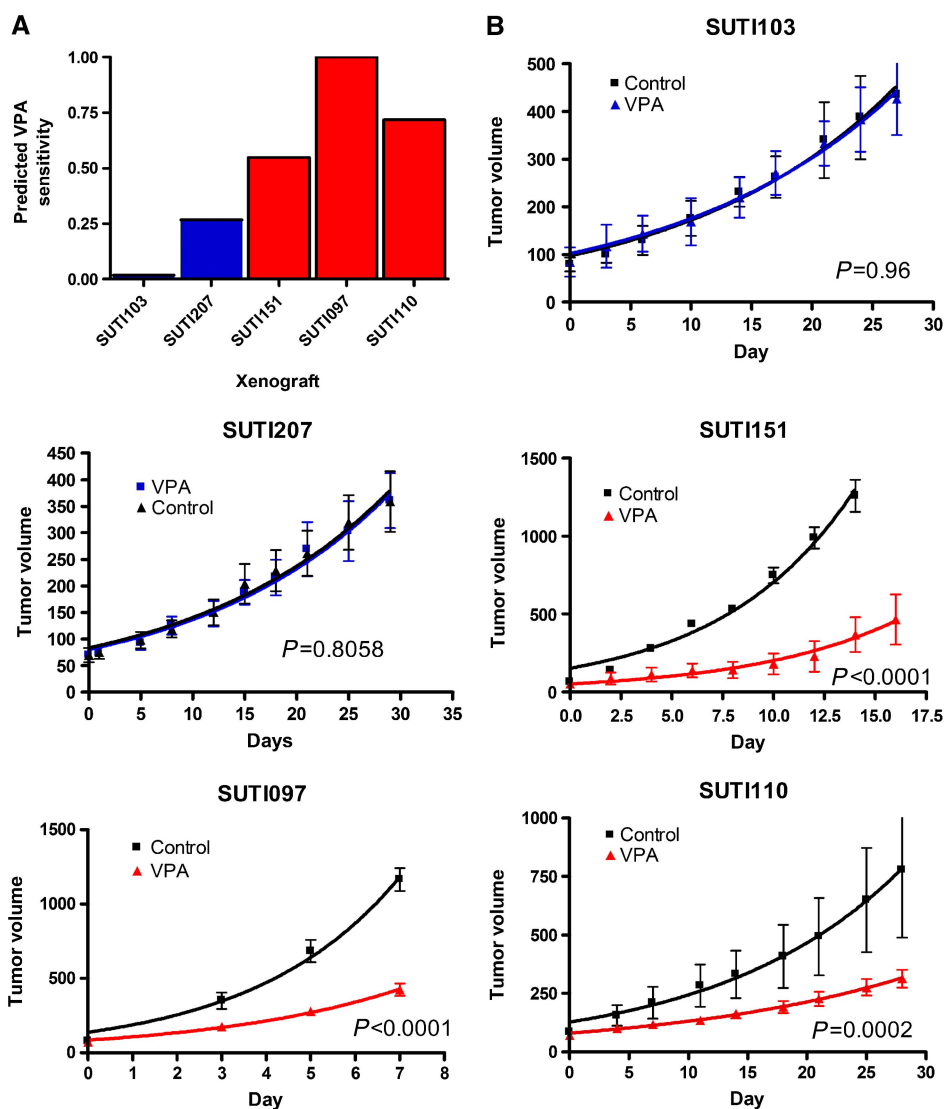 A
Predicted VPA
sensitivity
1.00
0.75
0.50
0.25
0.00
SUTI103
SUTI207
SUTI151
SUTI097
SUTI110
Xenograft
B
SUTI103
Tumor volume
500
400
300
200
100
0
Control
VPA
P=0.96
0 5 10 15 20 25 30
Day
SUTI207
Tumor volume
450
400
350
300
250
200
150
100
50
0
VPA
Control
P=0.8058
0 5 10 15 20 25 30 35
Days
SUTI151
Tumor volume
1500
1000
500
0
Control
VPA
P<0.0001
0.0 2.5 5.0 7.5 10.0 12.5 15.0 17.5
Day
SUTI097
Tumor volume
1500
1000
500
0
Control
VPA
P<0.0001
0 1 2 3 4 5 6 7 8
Day
SUTI110
Tumor volume
1000
750
500
250
0
Control
VPA
P=0.0002
0 5 10 15 20 25 30
Day